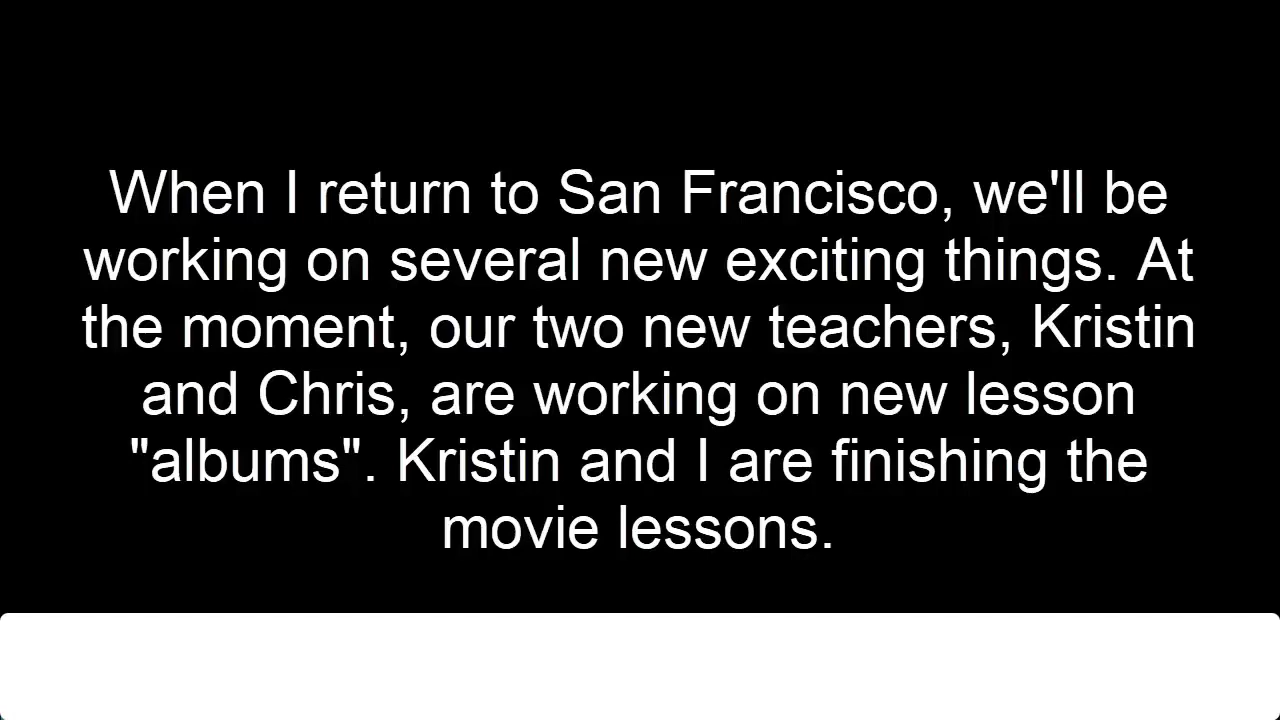 When I return to San Francisco, we'll be
working on several new exciting things. At
the moment, our two new teachers, Kristin
and Chris, are working on new lesson
"albums". Kristin and I are finishing the
movie lessons.